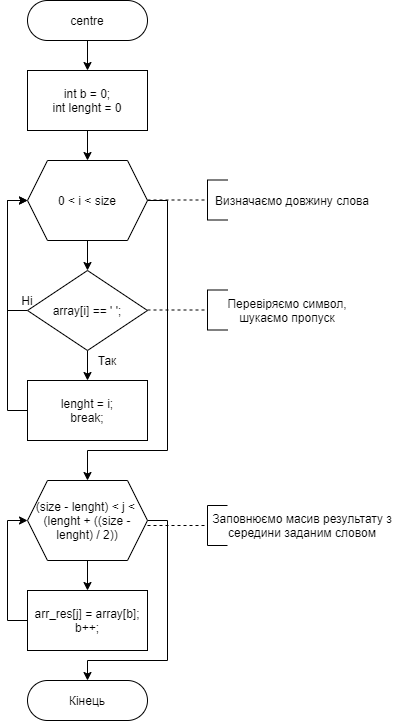 centre
int b = 0;
int lenght = 0
0 < i < size
Визначаємо довжину слова
Ні
array[i] == ' ';
Перевіряємо символ,
шукаємо пропуск
Так
lenght = i;
break;
(size - lenght) < j <
(lenght + ((size -
lenght) / 2))
Заповнюємо масив результату з
середини заданим словом
arr_res[j] = array[b];
b++;
Кінець